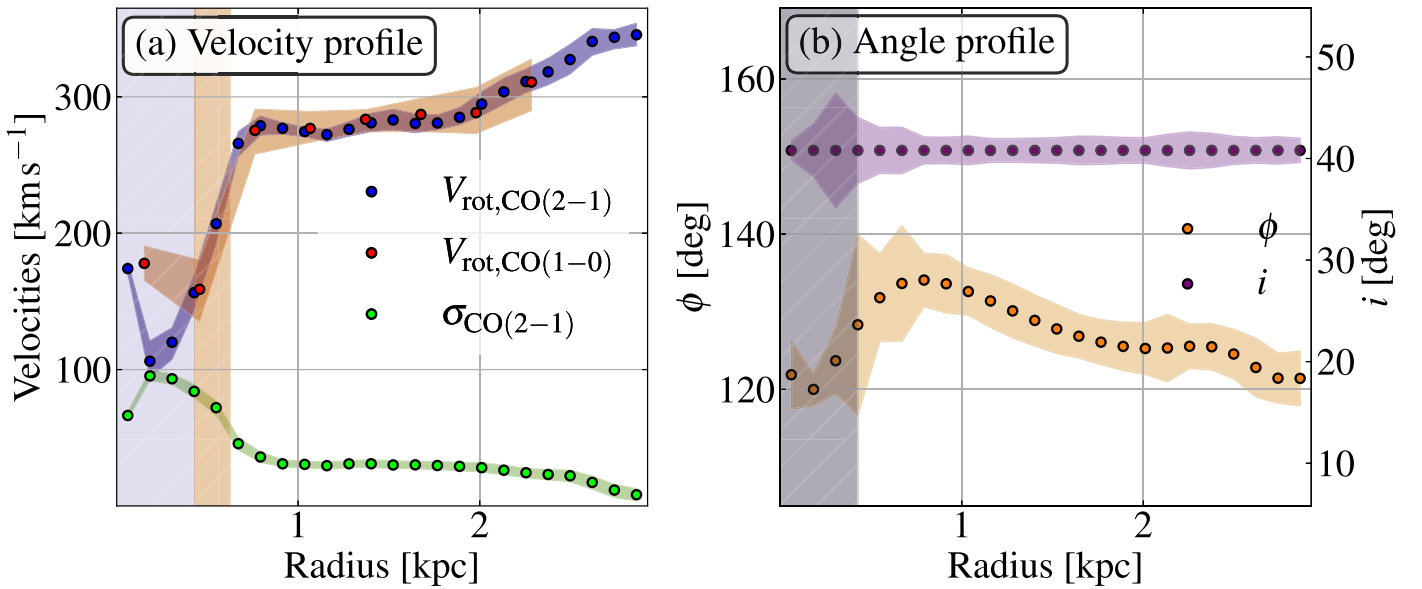 (a) Velocity profile
Velocities [km s⁻¹]
300
200
100
V_rot,CO(2−1)
V_rot,CO(1−0)
σ_CO(2−1)
1 2
Radius [kpc]
(b) Angle profile
ϕ [deg]
160
140
120
ϕ
i
50
40
30
20
10
i [deg]
1 2
Radius [kpc]